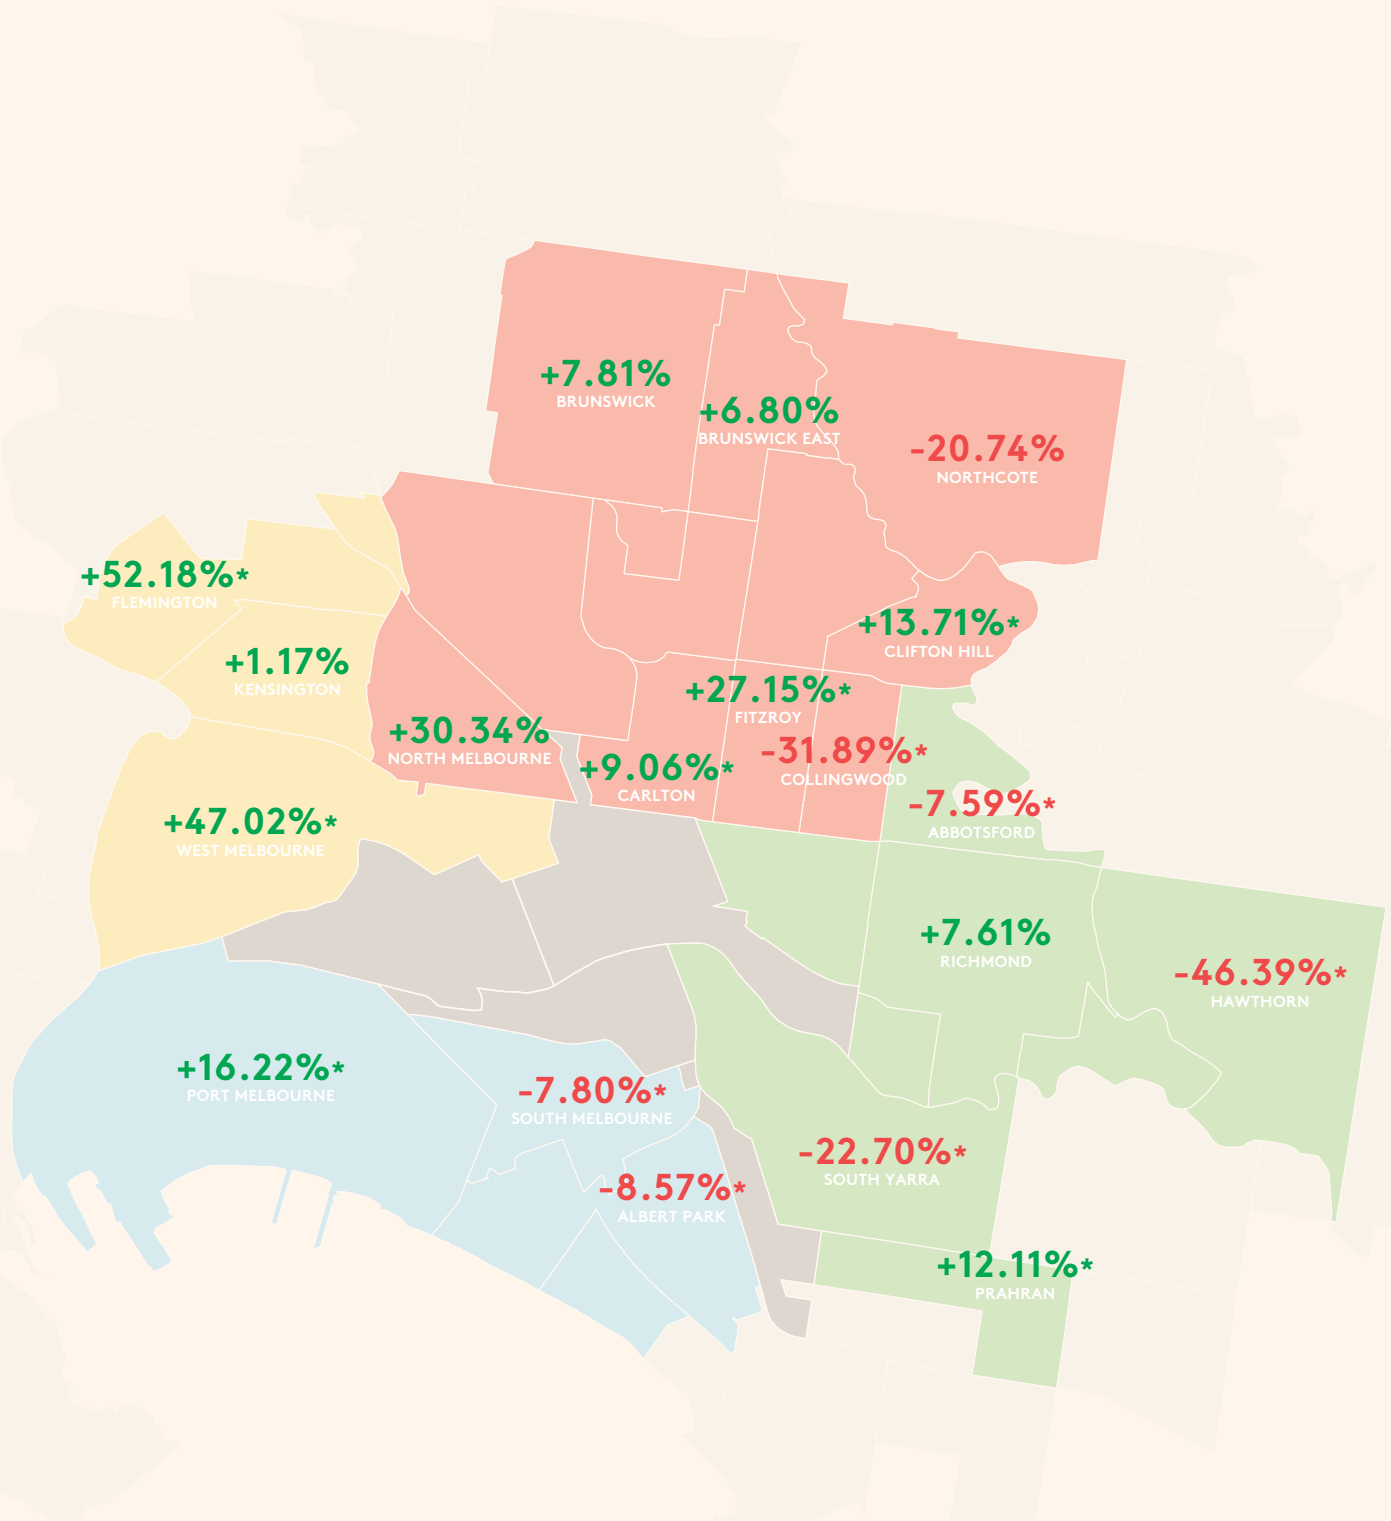 +7.81%
BRUNSWICK
+6.80%
BRUNSWICK EAST
-20.74%
NORTHCOTE
+52.18%*
FLEMINGTON
+13.71%*
CLIFTON HILL
+1.17%
KENSINGTON
+27.15%*
FITZROY
+30.34%
NORTH MELBOURNE
-31.89%*
COLLINGWOOD
+9.06%*
CARLTON
-7.59%*
ABBOTSFORD
+47.02%*
WEST MELBOURNE
+7.61%
RICHMOND
-46.39%*
HAWTHORN
+16.22%*
PORT MELBOURNE
-7.80%*
SOUTH MELBOURNE
-22.70%*
SOUTH YARRA
-8.57%*
ALBERT PARK
+12.11%*
PRAHRAN